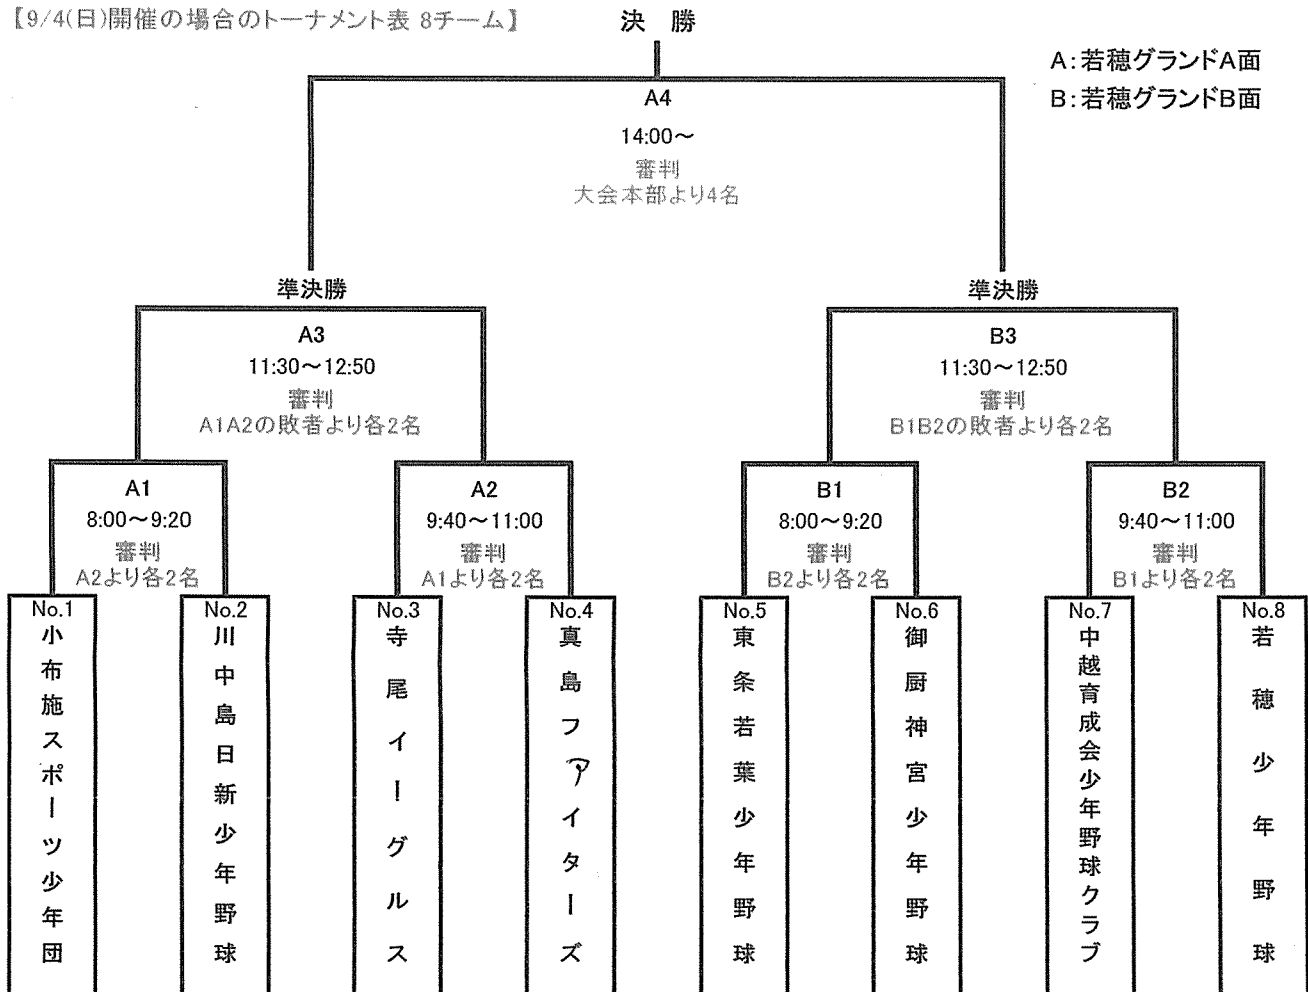 【9/4(日)開催の場合のトーナメント表 8チーム】
決 勝
A:若穂グランドA面
B:若穂グランドB面
A4
14:00～
審判
大会本部より4名
準決勝
A3
11:30～12:50
審判
A1A2の敗者より各2名
準決勝
B3
11:30～12:50
審判
B1B2の敗者より各2名
A1
8:00～9:20
審判
A2より各2名
A2
9:40～11:00
審判
A1より各2名
B1
8:00～9:20
審判
B2より各2名
B2
9:40～11:00
審判
B1より各2名
No.1
小布施スポーツ少年団
No.2
川中島日新少年野球
No.3
寺尾イーグルス
No.4
真島ファイターズ
No.5
東条若葉少年野球
No.6
御厨神宮少年野球
No.7
中越育成会少年野球クラブ
No.8
若穂少年野球